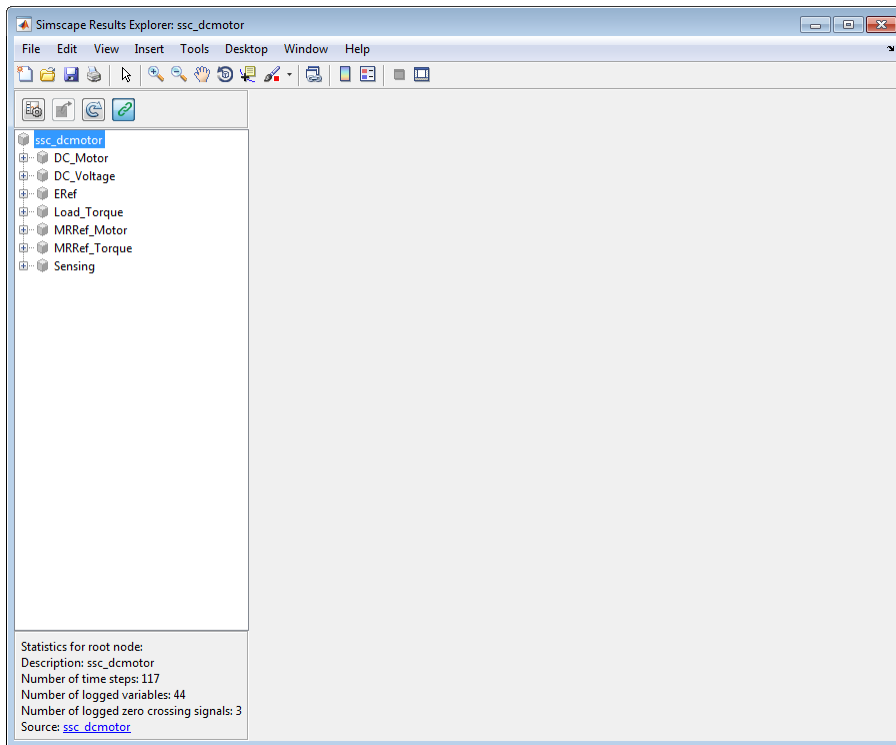 Simscape Results Explorer: ssc_dcmotor
File Edit View Insert Tools Desktop Window Help
ssc_dcmotor
DC_Motor
DC_Voltage
ERef
Load_Torque
MRRef_Motor
MRRef_Torque
Sensing
Statistics for root node:
Description: ssc_dcmotor
Number of time steps: 117
Number of logged variables: 44
Number of logged zero crossing signals: 3
Source: ssc_dcmotor